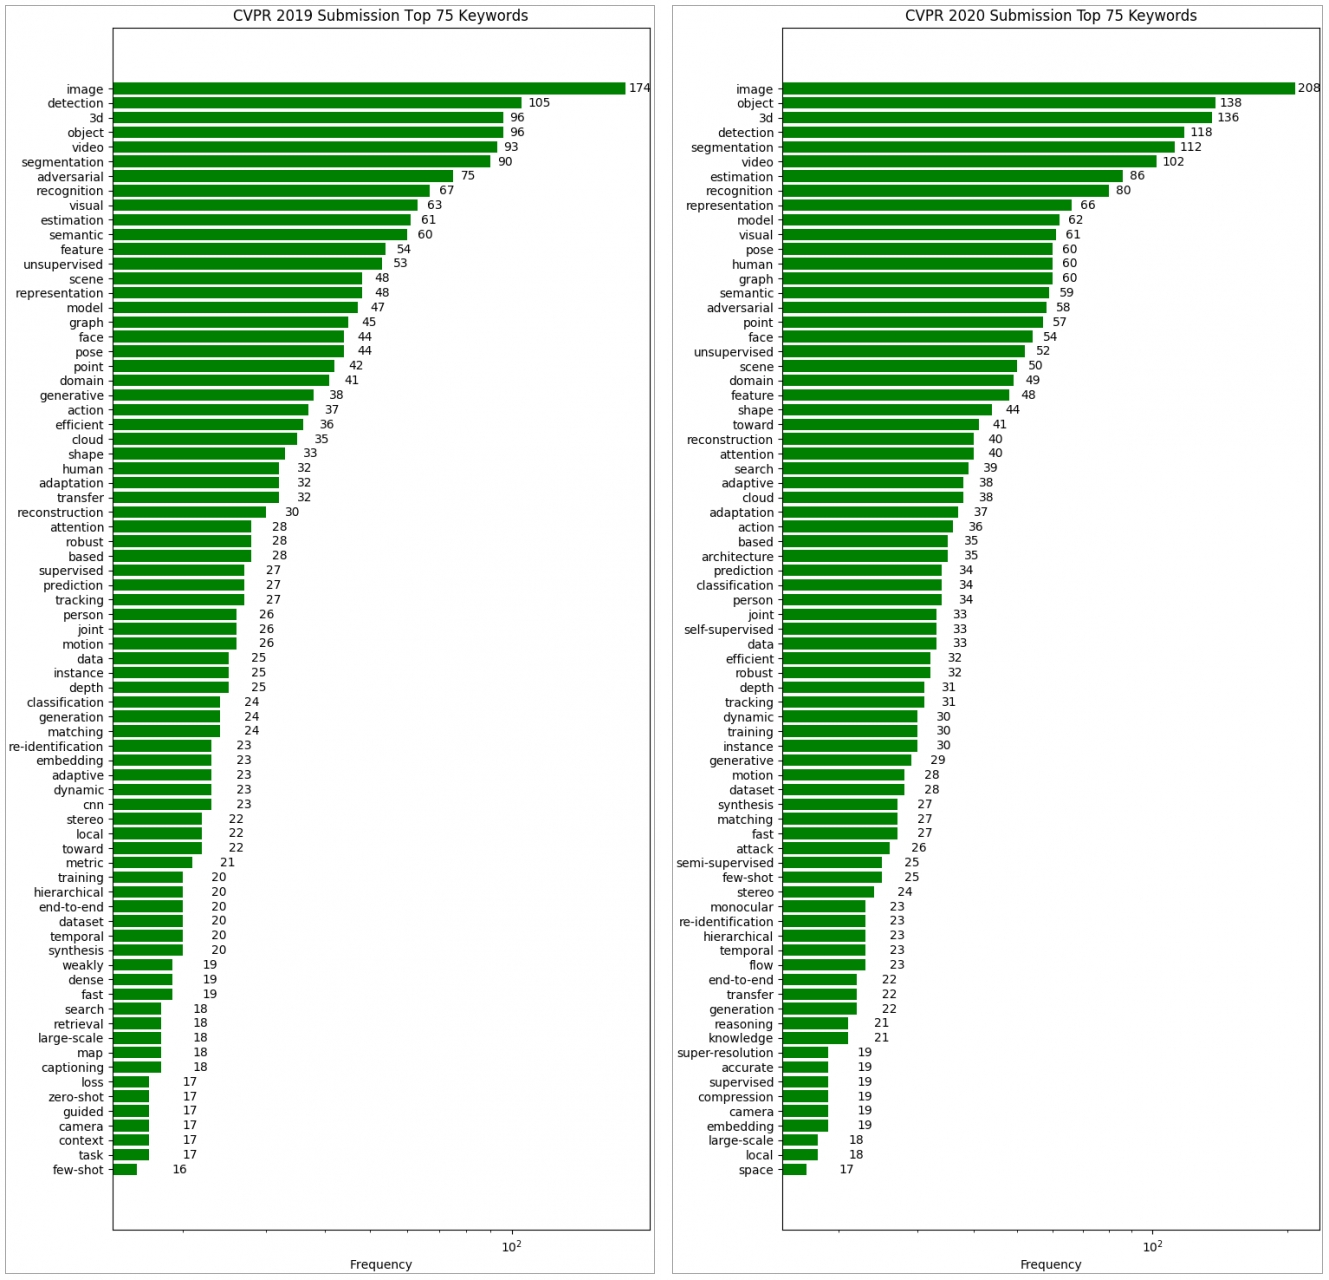 CVPR 2019 Submission Top 75 Keywords
image 174
detection 105
3d 96
object 96
video 93
segmentation 90
adversarial 75
recognition 67
visual 63
estimation 61
semantic 60
feature 54
unsupervised 53
scene 48
representation 48
model 47
graph 45
face 44
pose 44
point 42
domain 41
generative 38
action 37
efficient 36
cloud 35
shape 33
human 32
adaptation 32
transfer 32
reconstruction 30
attention 28
robust 28
based 28
supervised 27
prediction 27
tracking 27
person 26
joint 26
motion 26
data 25
instance 25
depth 25
classification 24
generation 24
matching 24
re-identification 23
embedding 23
adaptive 23
dynamic 23
cnn 23
stereo 22
local 22
toward 22
metric 21
training 20
hierarchical 20
end-to-end 20
dataset 20
temporal 20
synthesis 20
weakly 19
dense 19
fast 19
search 18
retrieval 18
large-scale 18
map 18
captioning 18
loss 17
zero-shot 17
guided 17
camera 17
context 17
task 17
few-shot 16
10²
Frequency
CVPR 2020 Submission Top 75 Keywords
image 208
object 138
3d 136
detection 118
segmentation 112
video 102
estimation 86
recognition 80
representation 66
model 62
visual 61
pose 60
human 60
graph 60
semantic 59
adversarial 58
point 57
face 54
unsupervised 52
scene 50
domain 49
feature 48
shape 44
toward 41
reconstruction 40
attention 40
search 39
adaptive 38
cloud 38
adaptation 37
action 36
based 35
architecture 35
prediction 34
classification 34
person 34
joint 33
self-supervised 33
data 33
efficient 32
robust 32
depth 31
tracking 31
dynamic 30
training 30
instance 30
generative 29
motion 28
dataset 28
synthesis 27
matching 27
fast 27
attack 26
semi-supervised 25
few-shot 25
stereo 24
monocular 23
re-identification 23
hierarchical 23
temporal 23
flow 23
end-to-end 22
transfer 22
generation 22
reasoning 21
knowledge 21
super-resolution 19
accurate 19
supervised 19
compression 19
camera 19
embedding 19
large-scale 18
local 18
space 17
10²
Frequency